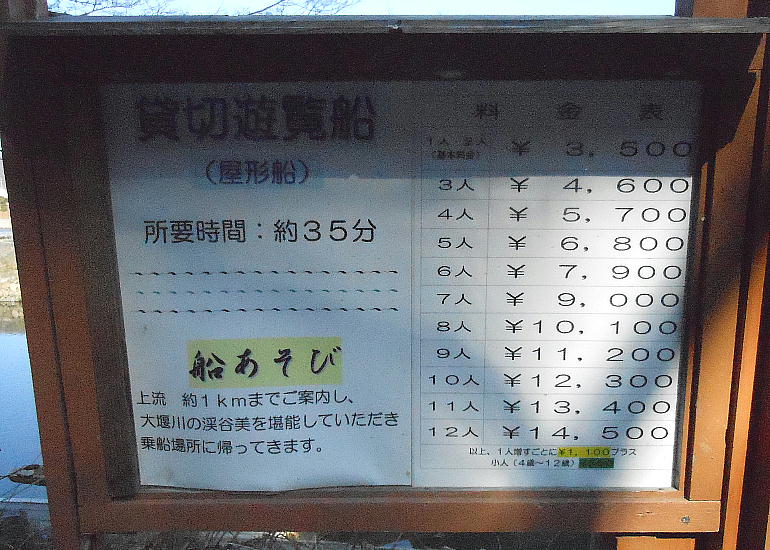 貸切遊覧船
(屋形船)
所要時間:約35分
船あそび
上流 約1kmまでご案内し、
大堰川の渓谷美を堪能していただき
乗船場所に帰ってきます。
料金表
1人 2人 (基本料金) ¥3,500
3人 ¥4,600
4人 ¥5,700
5人 ¥6,800
6人 ¥7,900
7人 ¥9,000
8人 ¥10,100
9人 ¥11,200
10人 ¥12,300
11人 ¥13,400
12人 ¥14,500
以上、1人増すごとに¥1,100プラス
小人(4歳~12歳)